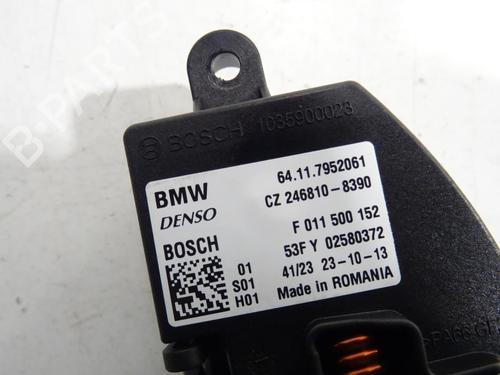 B-PARTS
BOSCH 1035900023
BMW
64.11.7952061
DENSO
CZ 246810-8390
BOSCH
F 011 500 152
53F Y 02580372
01
S01
H01
41/23 23-10-13
Made in ROMANIA